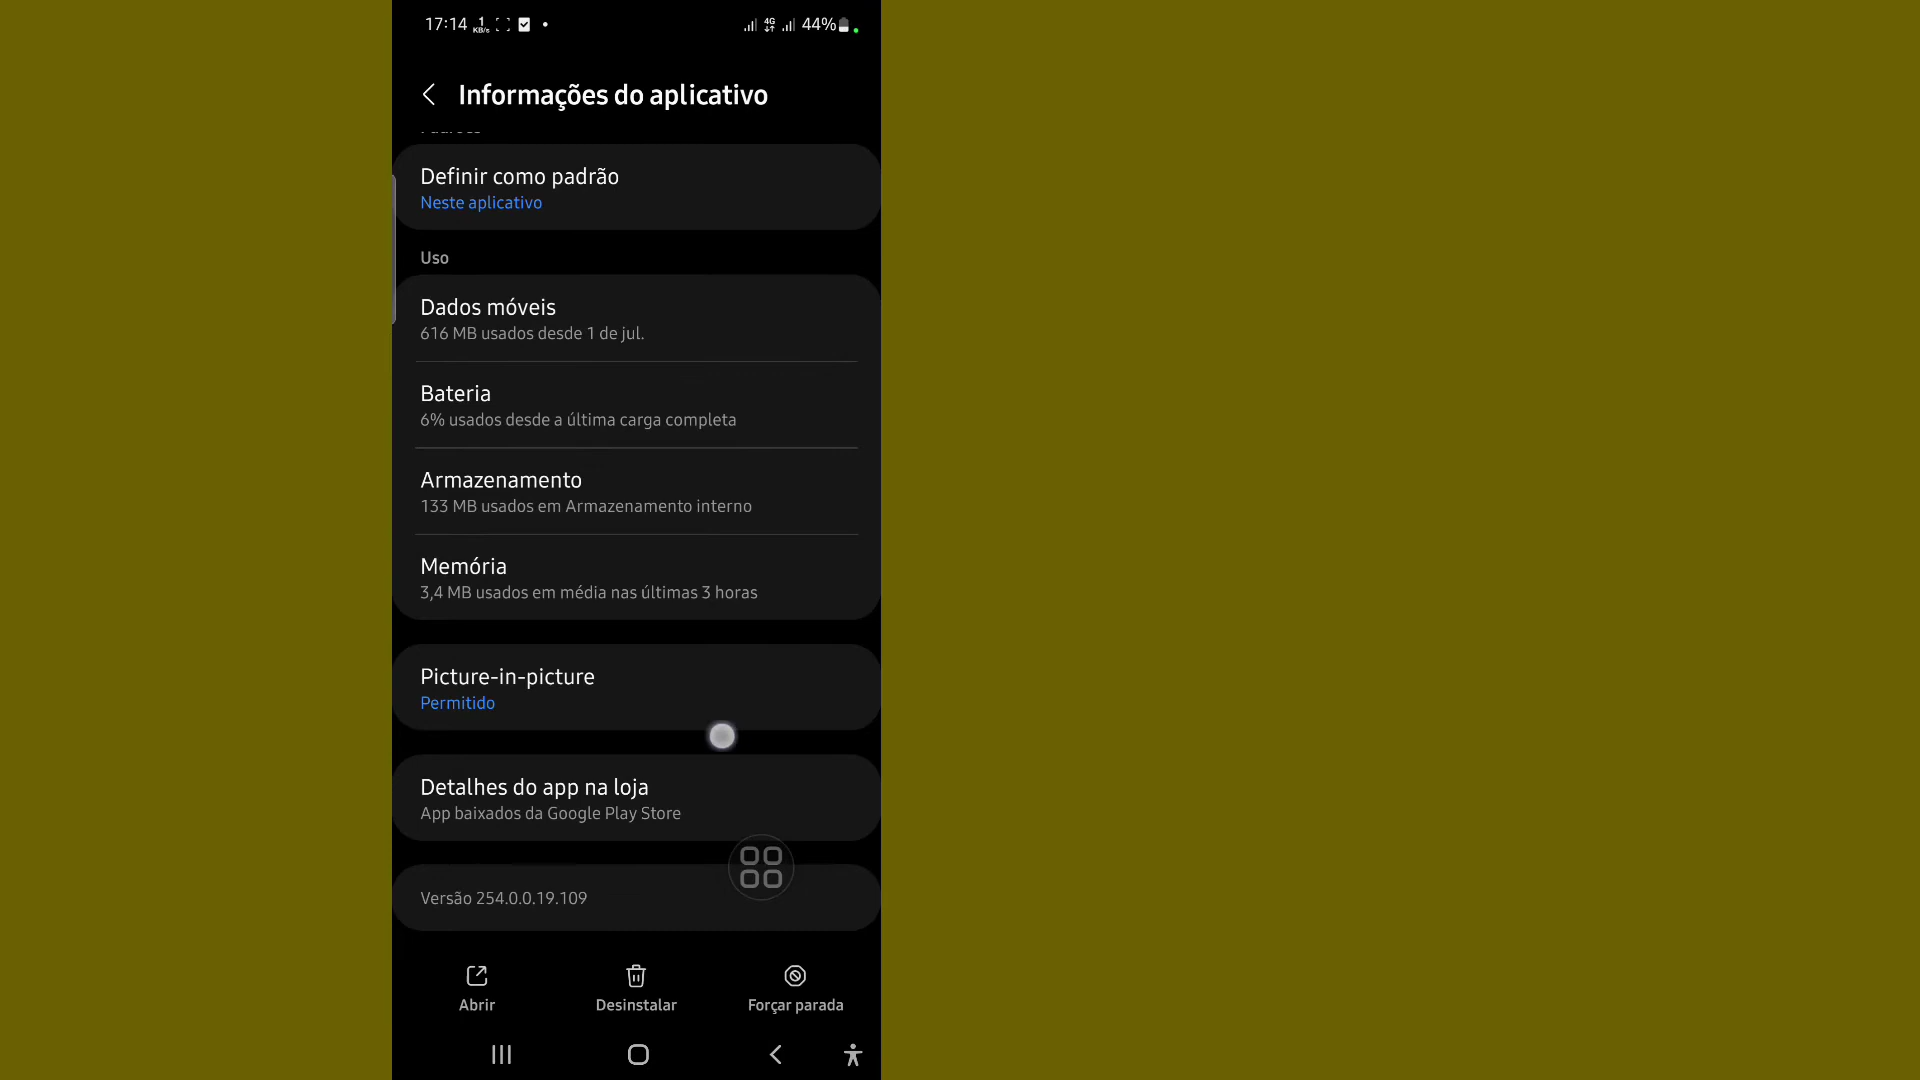 17:14 1 KB/s 4G 44%
Informações do aplicativo
Definir como padrão
Neste aplicativo
Uso
Dados móveis
616 MB usados desde 1 de jul.
Bateria
6% usados desde a última carga completa
Armazenamento
133 MB usados em Armazenamento interno
Memória
3,4 MB usados em média nas últimas 3 horas
Picture-in-picture
Permitido
Detalhes do app na loja
App baixados da Google Play Store
Versão 254.0.0.19.109
Abrir Desinstalar Forçar parada